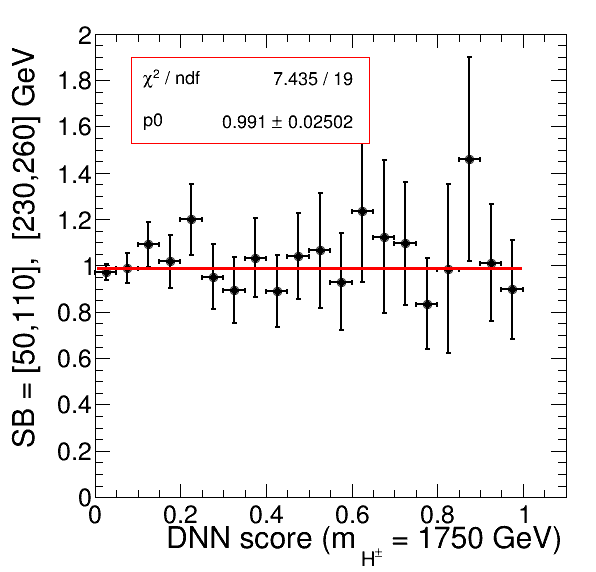 SB = [50,110], [230,260] GeV
2
1.8
1.6
1.4
1.2
1
0.8
0.6
0.4
0.2
0
χ² / ndf 7.435 / 19
p0 0.991 ± 0.02502
0 0.2 0.4 0.6 0.8 1
DNN score (m_H± = 1750 GeV)